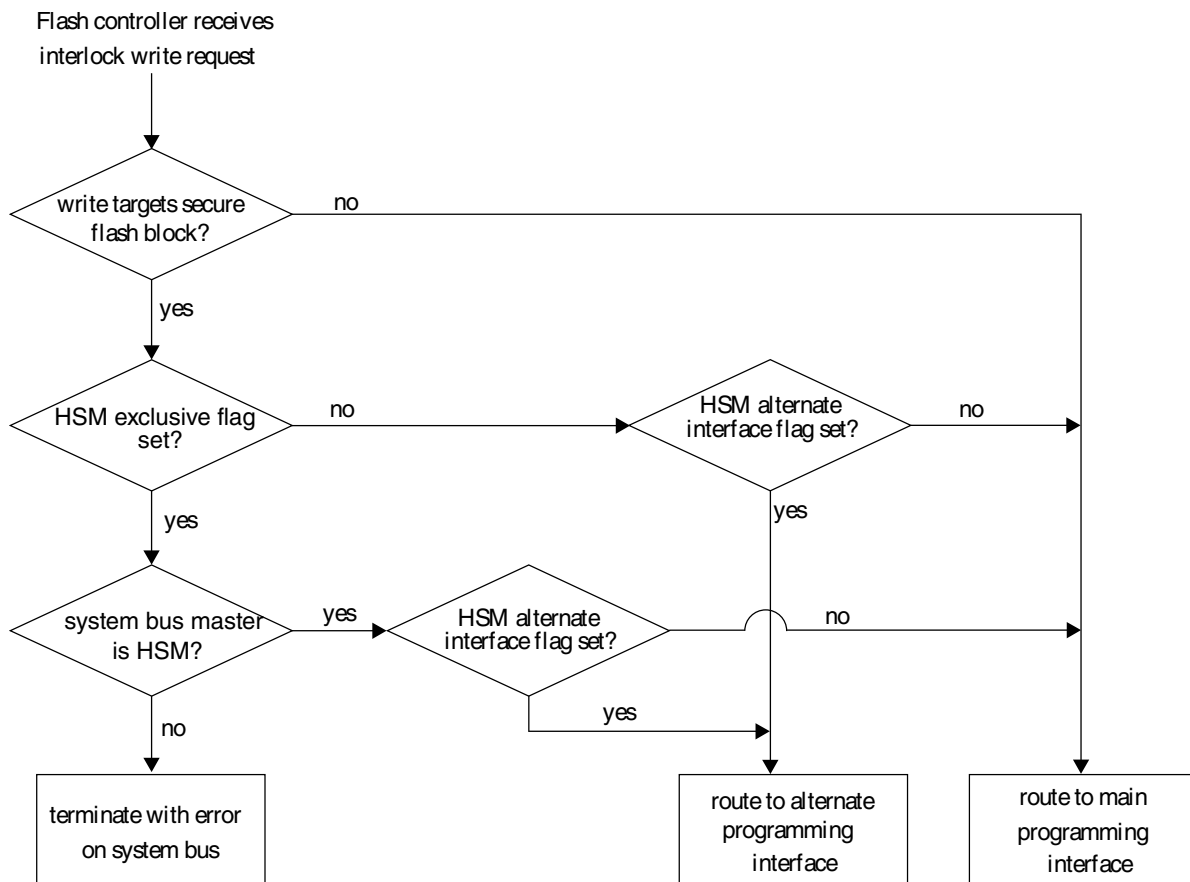 Flash controller receives
interlock write request
write targets secure
flash block?
no
yes
HSM exclusive flag
set?
no
HSM alternate
interface flag set?
no
yes
yes
system bus master
is HSM?
yes
HSM alternate
interface flag set?
no
yes
no
terminate with error
on system bus
route to alternate
programming
interface
route to main
programming
interface